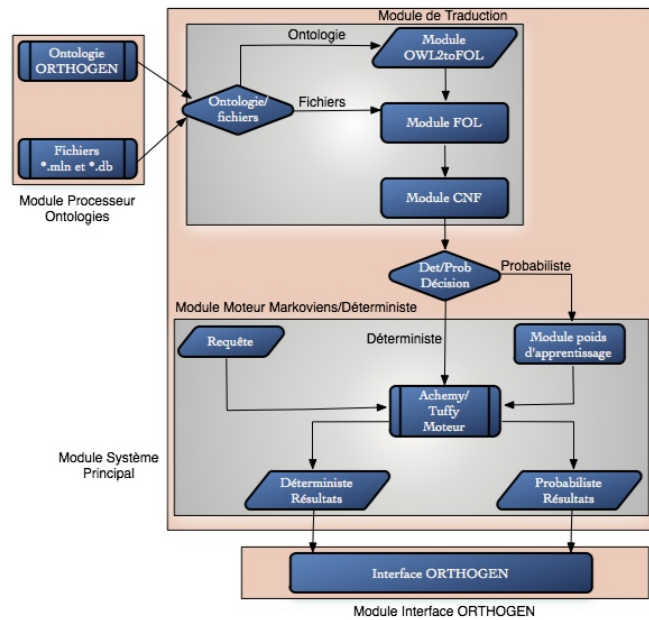 Module de Traduction
Ontologie
ORTHOGEN
Ontologie
Module
OWL2toFOL
Ontologie/
fichiers
Fichiers
Module FOL
Fichiers
*.mln et *.db
Module Processeur
Ontologies
Module CNF
Det/Prob
Décision
Probabiliste
Module Moteur Markoviens/Déterministe
Requête
Déterministe
Module poids
d'apprentissage
Achemy/
Tuffy
Moteur
Module Système
Principal
Déterministe
Résultats
Probabiliste
Résultats
Interface ORTHOGEN
Module Interface ORTHOGEN